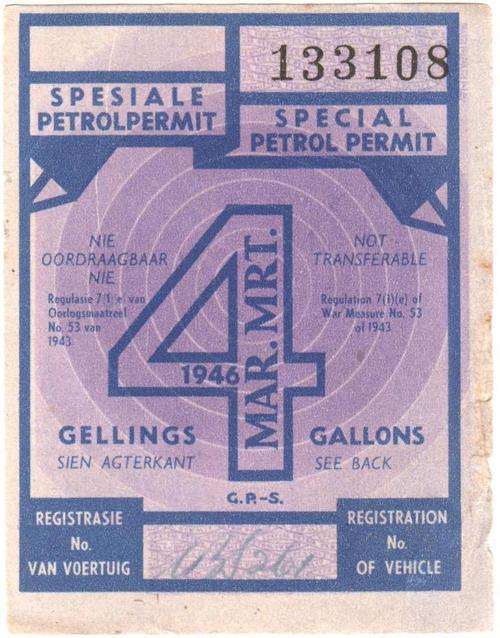 133108
SPESIALE
PETROLPERMIT
SPECIAL
PETROL PERMIT
NIE
OORDRAAGBAAR
NIE
NOT
TRANSFERABLE
Regulasie 7(1)(e) van
Oorlogsmaatreel
No. 53 van
1943
Regulation 7(1)(e) of
War Measure No. 53
of 1943
4
1946
MAR. MRT.
GELLINGS
SIEN AGTERKANT
GALLONS
SEE BACK
G.P.-S.
REGISTRASIE
No.
VAN VOERTUIG
REGISTRATION
No.
OF VEHICLE